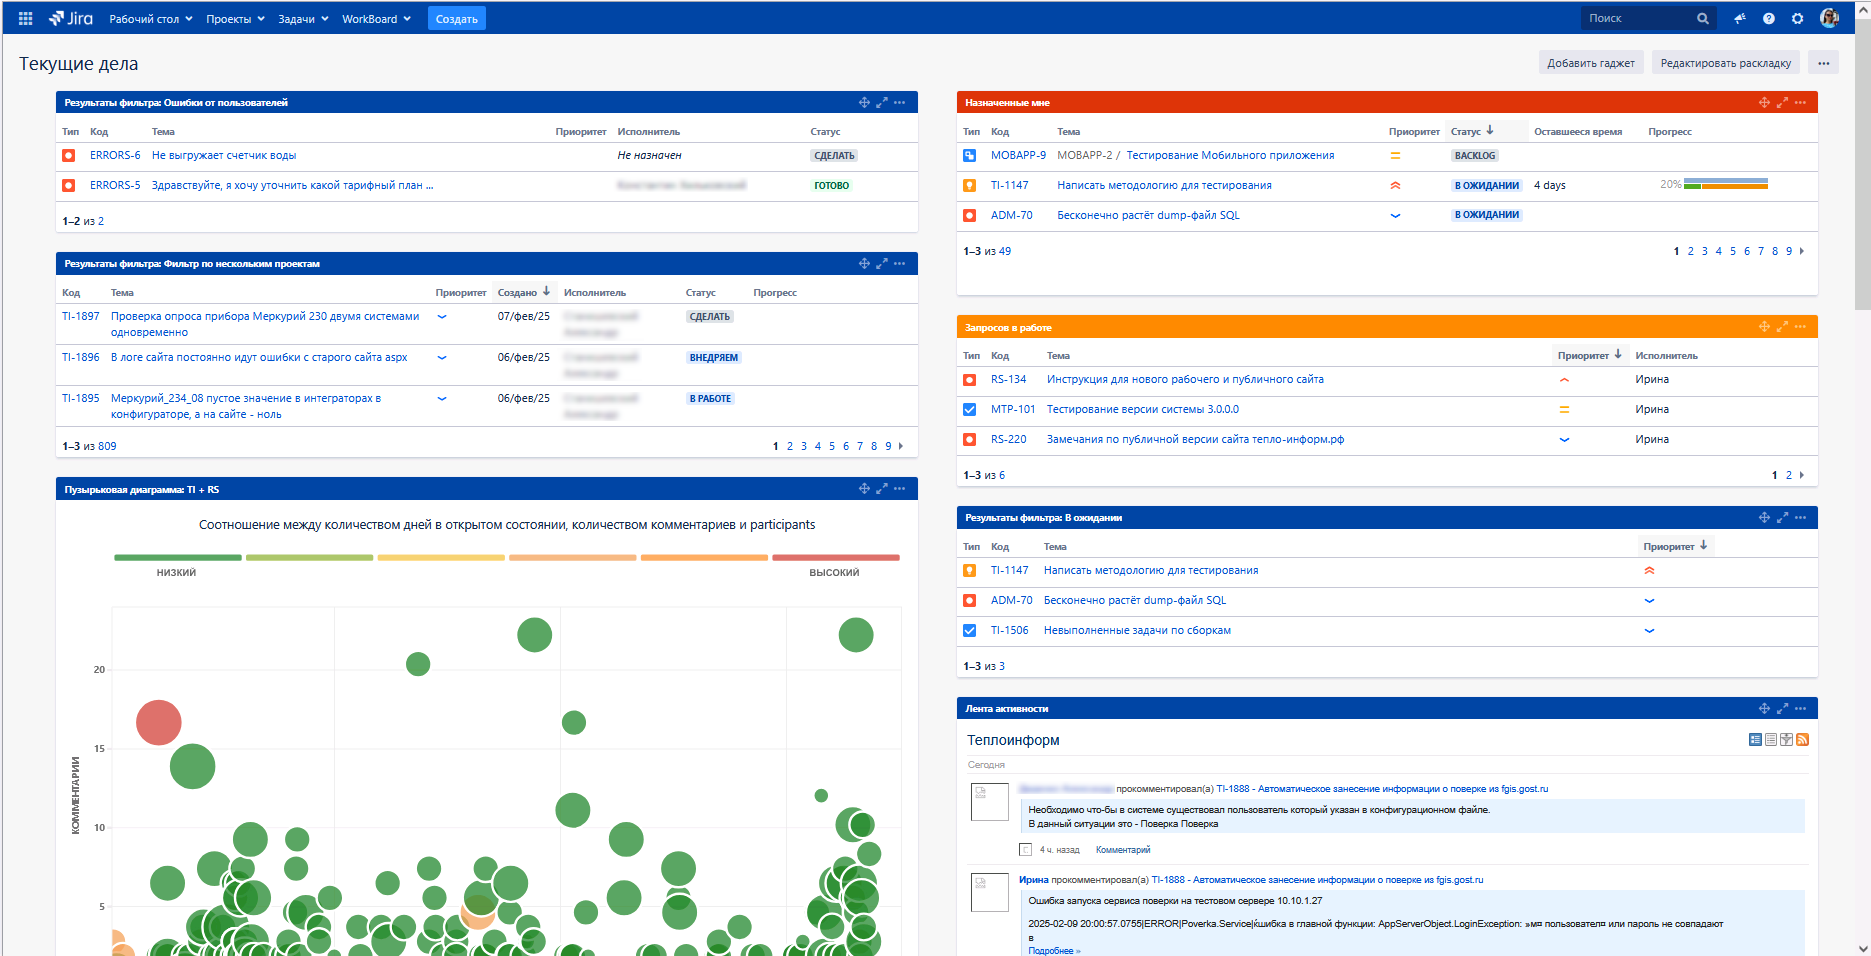 Jira Рабочий стол Проекты Задачи WorkBoard Создать Поиск
Текущие дела
Добавить гаджет Редактировать раскладку
Результаты фильтра: Ошибки от пользователей
Тип Код Тема Приоритет Исполнитель Статус
ERRORS-6 Не выгружает счетчик воды Не назначен СДЕЛАТЬ
ERRORS-5 Здравствуйте, я хочу уточнить какой тарифный план ... ГОТОВО
1–2 из 2
Результаты фильтра: Фильтр по нескольким проектам
Код Тема Приоритет Создано Исполнитель Статус Прогресс
TI-1897 Проверка опроса прибора Меркурий 230 двумя системами 07/фев/25 СДЕЛАТЬ
одновременно
TI-1896 В логе сайта постоянно идут ошибки с старого сайта aspx 06/фев/25 ВНЕДРЯЕМ
TI-1895 Меркурий_234_08 пустое значение в интеграторах в 06/фев/25 В РАБОТЕ
конфигураторе, а на сайте - ноль
1–3 из 809 1 2 3 4 5 6 7 8 9
Пузырьковая диаграмма: TI + RS
Соотношение между количеством дней в открытом состоянии, количеством комментариев и participants
НИЗКИЙ ВЫСОКИЙ
КОММЕНТАРИИ
20
15
10
5
Назначенные мне
Тип Код Тема Приоритет Статус Оставшееся время Прогресс
MOBAPP-9 MOBAPP-2 / Тестирование Мобильного приложения BACKLOG
TI-1147 Написать методологию для тестирования В ОЖИДАНИИ 4 days 20%
ADM-70 Бесконечно растёт dump-файл SQL В ОЖИДАНИИ
1–3 из 49 1 2 3 4 5 6 7 8 9
Запросов в работе
Тип Код Тема Приоритет Исполнитель
RS-134 Инструкция для нового рабочего и публичного сайта Ирина
MTP-101 Тестирование версии системы 3.0.0.0 Ирина
RS-220 Замечания по публичной версии сайта тепло-информ.рф Ирина
1–3 из 6 1 2
Результаты фильтра: В ожидании
Тип Код Тема Приоритет
TI-1147 Написать методологию для тестирования
ADM-70 Бесконечно растёт dump-файл SQL
TI-1506 Невыполненные задачи по сборкам
1–3 из 3
Лента активности
Теплоинформ
Сегодня
прокомментировал(а) TI-1888 - Автоматическое занесение информации о поверке из fgis.gost.ru
Необходимо что-бы в системе существовал пользователь который указан в конфигурационном файле.
В данный ситуации это - Поверка Поверка
4 ч. назад Комментарий
Ирина прокомментировал(а) TI-1888 - Автоматическое занесение информации о поверке из fgis.gost.ru
Ошибка запуска сервиса поверки на тестовом сервере 10.10.1.27
2025-02-09 20:00:57.0755|ERROR|Poverka.Service|ќшибка в главной функции: AppServerObject.LoginException: »м¤ пользовател¤ или пароль не совпадают
в
Подробнее »